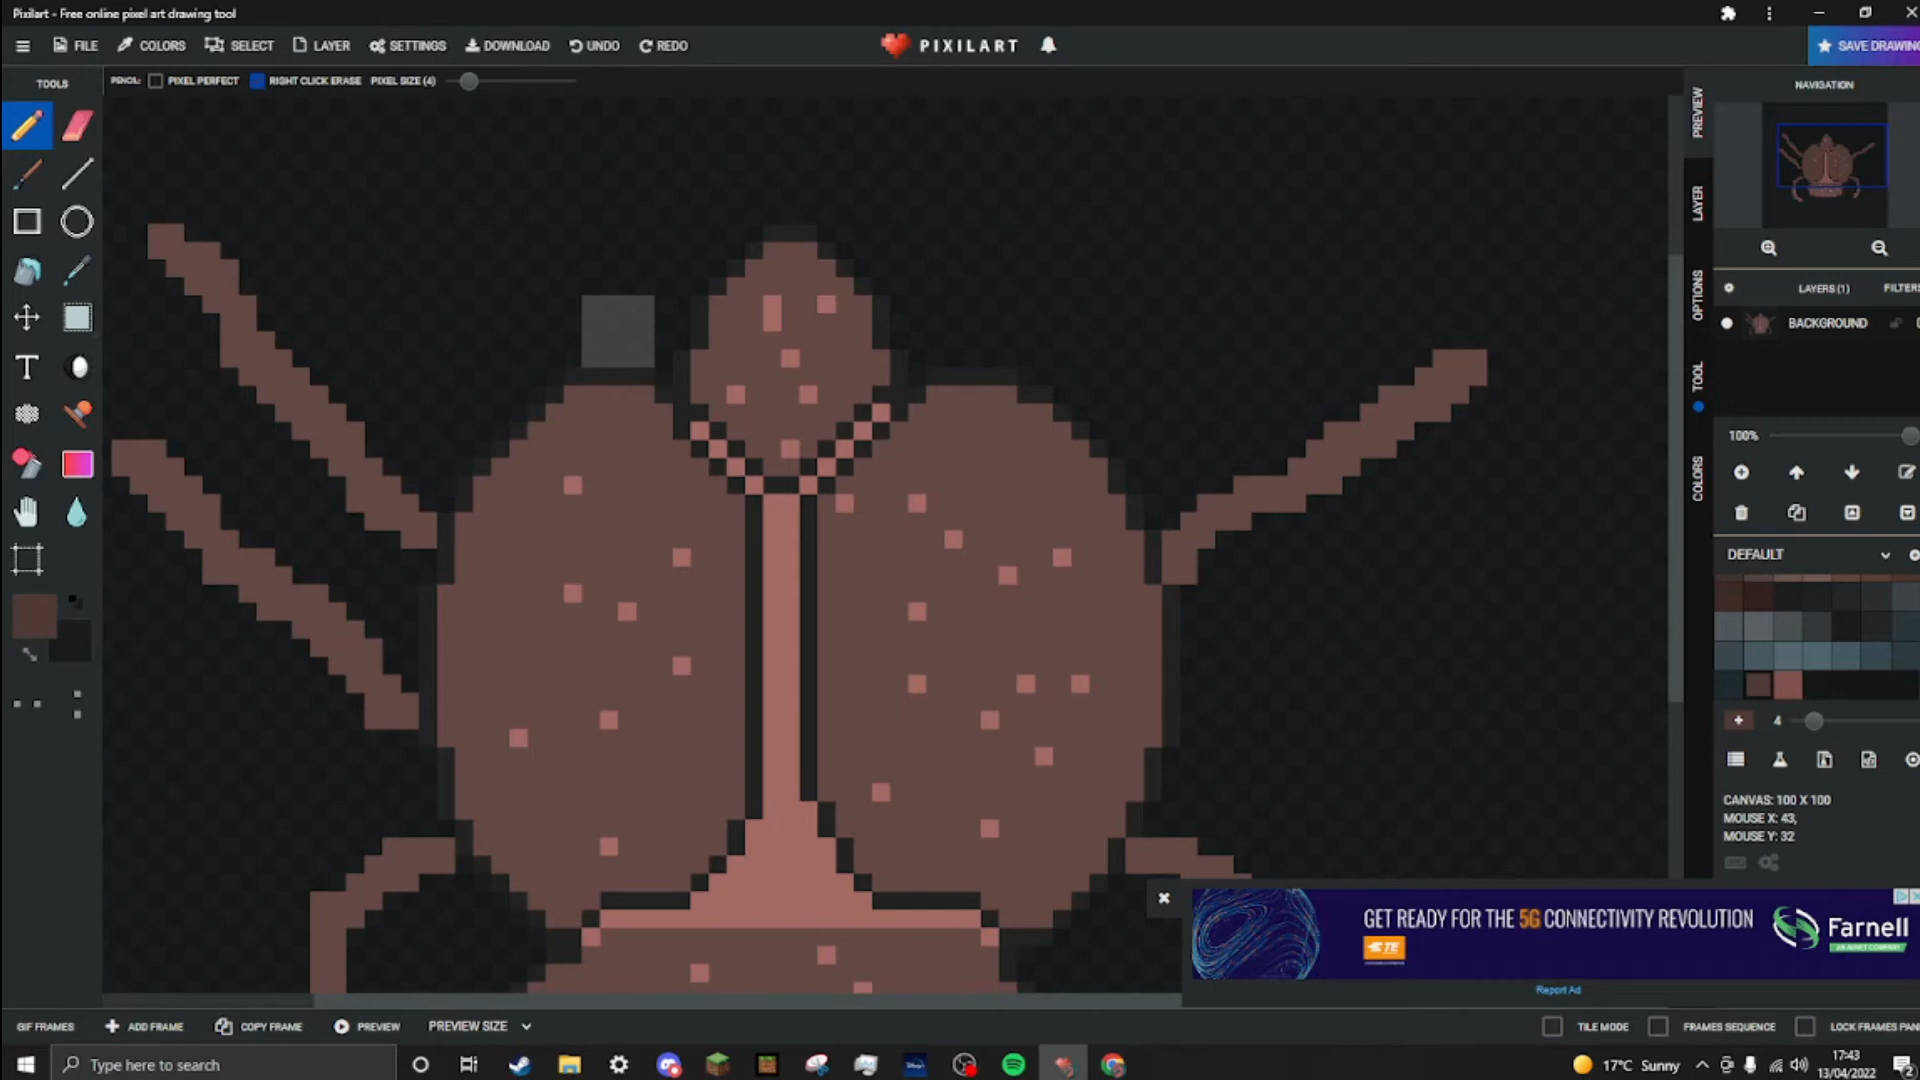 Pixilart - Free online pixel art drawing tool
FILE COLORS SELECT LAYER SETTINGS DOWNLOAD UNDO REDO PIXILART SAVE DRAWING
TOOLS
PENCIL: PIXEL PERFECT RIGHT CLICK ERASE PIXEL SIZE (4)
NAVIGATION
PREVIEW
LAYER
OPTIONS
TOOL
COLORS
LAYERS (1) FILTERS
BACKGROUND
100%
DEFAULT
4
CANVAS: 100 X 100
MOUSE X: 43,
MOUSE Y: 32
GET READY FOR THE 5G CONNECTIVITY REVOLUTION
TE
Farnell
Report Ad
GIF FRAMES ADD FRAME COPY FRAME PREVIEW PREVIEW SIZE TILE MODE FRAMES SEQUENCE LOCK FRAMES PAN
Type here to search
17°C Sunny
17:43
13/04/2022
2